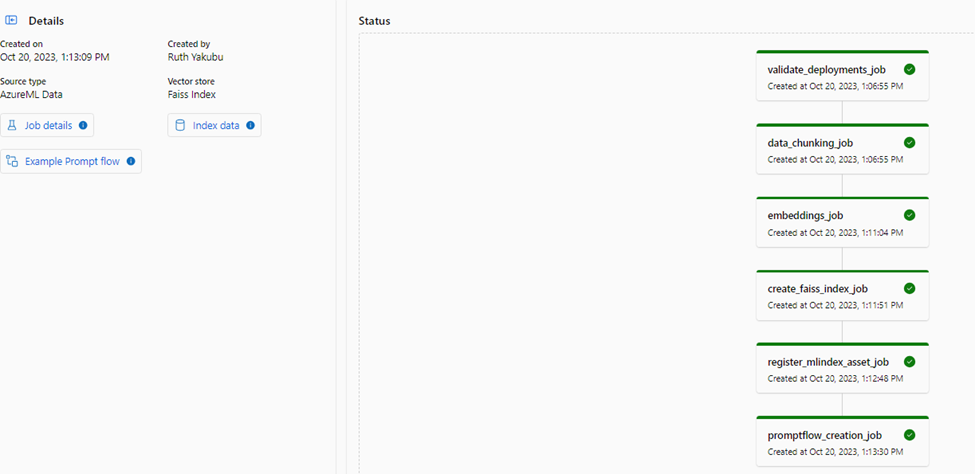 Details
Created on
Created by
Oct 20, 2023, 1:13:09 PM
Ruth Yakubu
Source type
Vector store
AzureML Data
Faiss Index
Job details
Index data
Example Prompt flow
Status
validate_deployments_job
Created at Oct 20, 2023, 1:06:55 PM
data_chunking_job
Created at Oct 20, 2023, 1:06:55 PM
embeddings_job
Created at Oct 20, 2023, 1:11:04 PM
create_faiss_index_job
Created at Oct 20, 2023, 1:11:51 PM
register_mlindex_asset_job
Created at Oct 20, 2023, 1:12:48 PM
promptflow_creation_job
Created at Oct 20, 2023, 1:13:30 PM